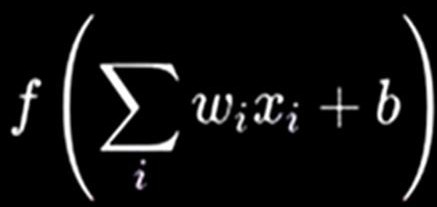 f(∑_i w_i x_i + b)